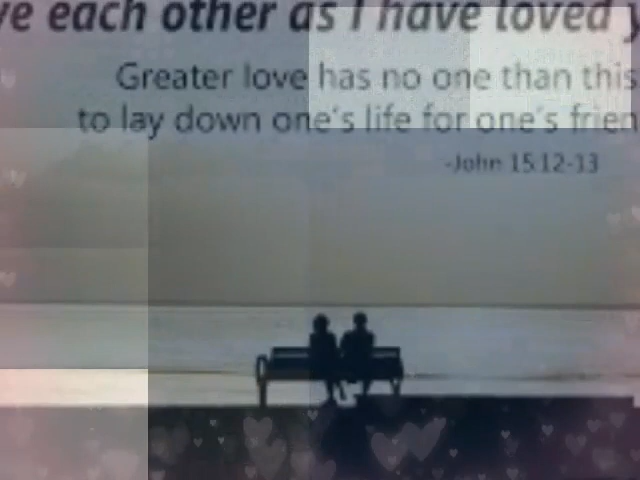 ve each other as I have loved y
Greater love has no one than this
to lay down one's life for one's frien
-John 15:12-13